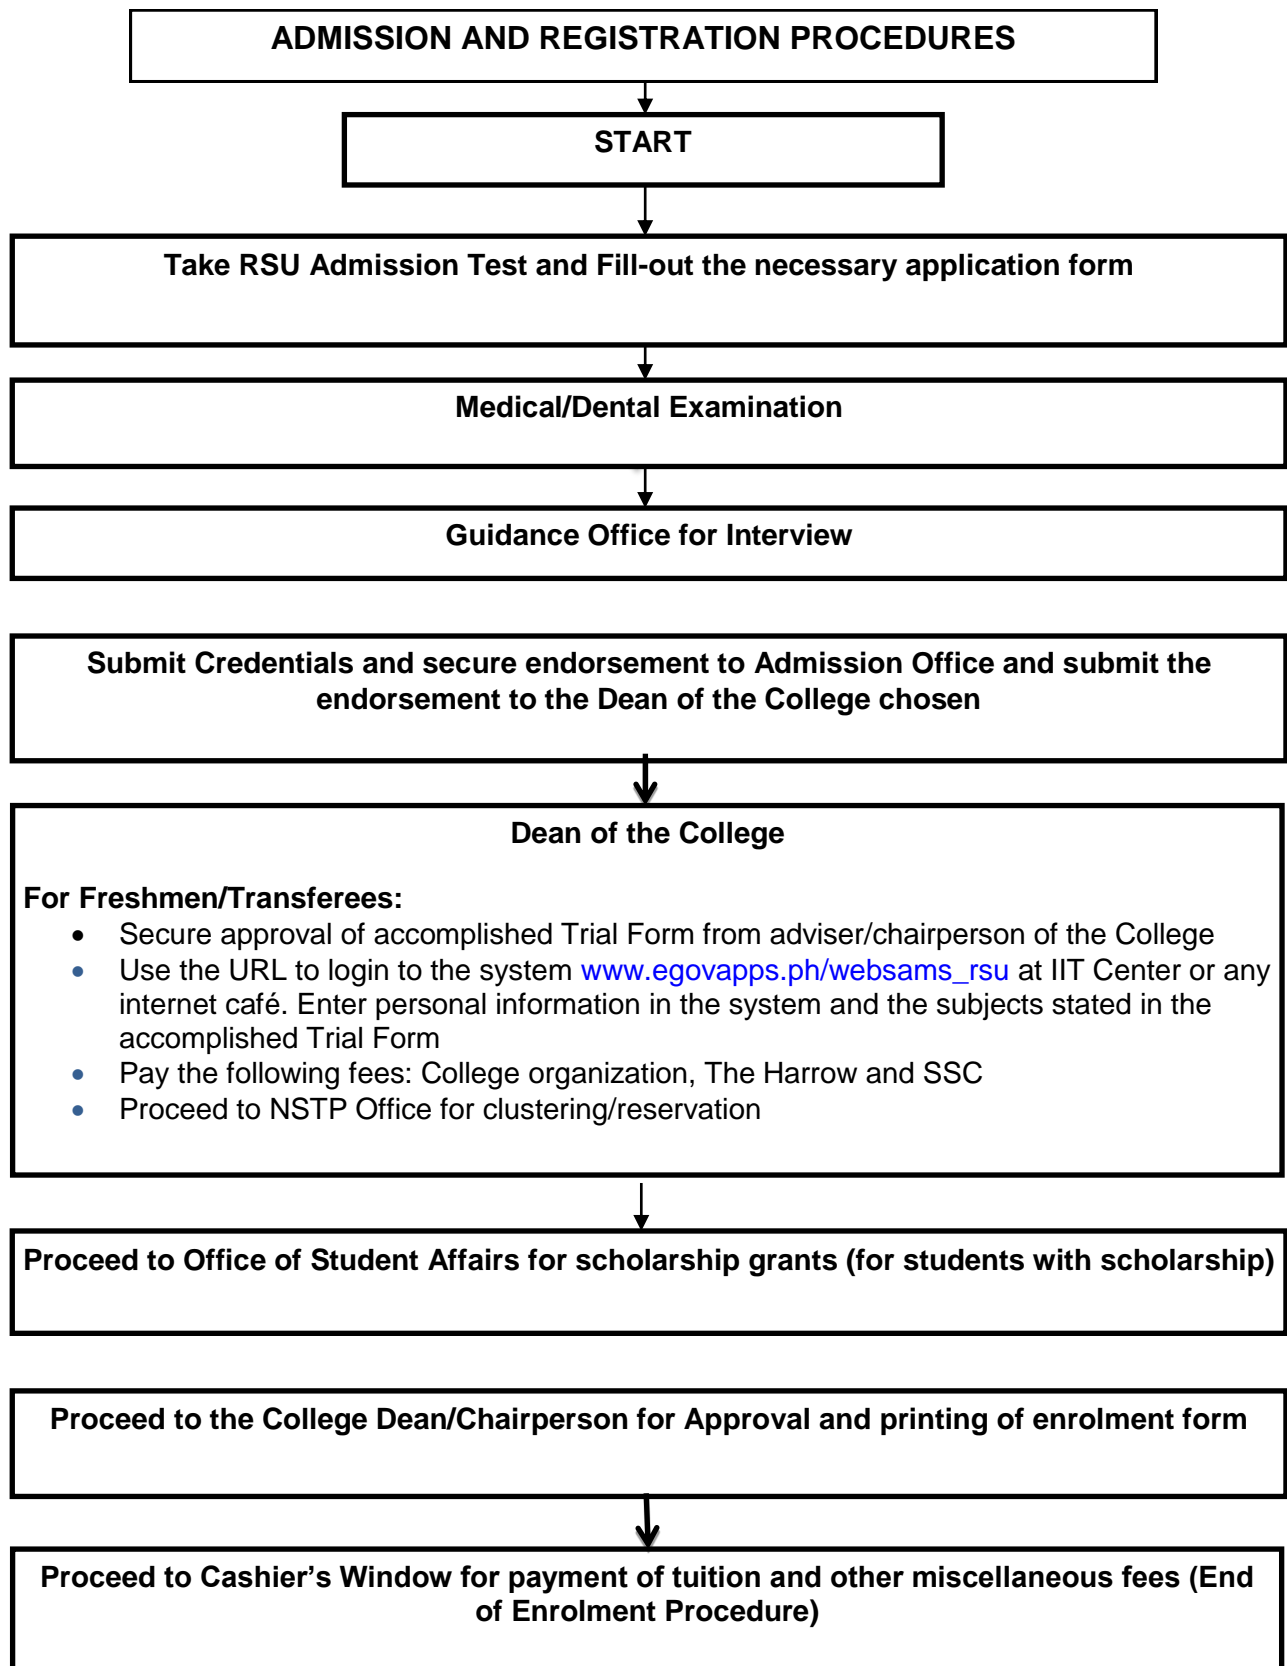 ADMISSION AND REGISTRATION PROCEDURES
START
Take RSU Admission Test and Fill-out the necessary application form
Medical/Dental Examination
Guidance Office for Interview
Submit Credentials and secure endorsement to Admission Office and submit the
endorsement to the Dean of the College chosen
Dean of the College
For Freshmen/Transferees:
• Secure approval of accomplished Trial Form from adviser/chairperson of the College
• Use the URL to login to the system www.egovapps.ph/websams_rsu at IIT Center or any
internet café. Enter personal information in the system and the subjects stated in the
accomplished Trial Form
• Pay the following fees: College organization, The Harrow and SSC
• Proceed to NSTP Office for clustering/reservation
Proceed to Office of Student Affairs for scholarship grants (for students with scholarship)
Proceed to the College Dean/Chairperson for Approval and printing of enrolment form
Proceed to Cashier’s Window for payment of tuition and other miscellaneous fees (End
of Enrolment Procedure)